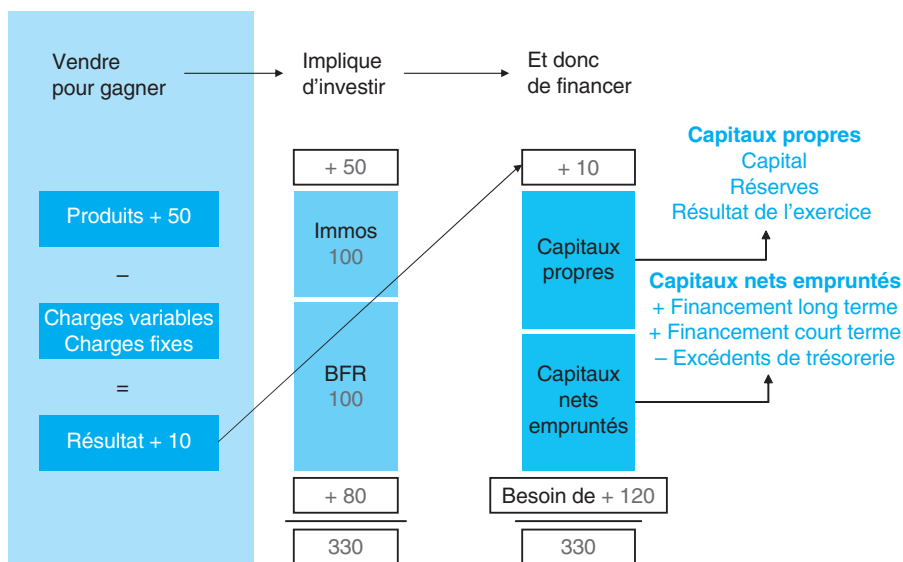 Vendre
pour gagner
Implique
d'investir
Et donc
de financer
Produits + 50
–
Charges variables
Charges fixes
=
Résultat + 10
+ 50
Immos
100
BFR
100
+ 80
330
+ 10
Capitaux
propres
Capitaux
nets
empruntés
Besoin de + 120
330
Capitaux propres
Capital
Réserves
Résultat de l'exercice
Capitaux nets empruntés
+ Financement long terme
+ Financement court terme
– Excédents de trésorerie